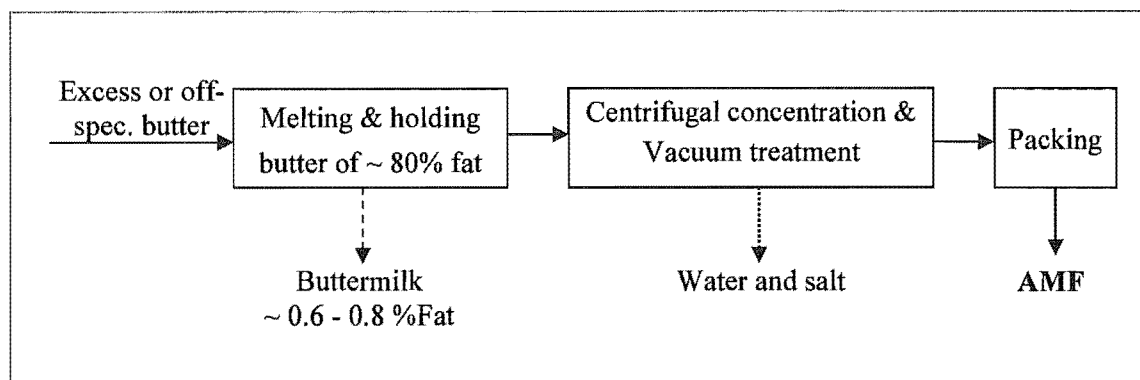 Excess or off-
spec. butter
Melting & holding
butter of ~ 80% fat
Centrifugal concentration &
Vacuum treatment
Packing
Buttermilk
~ 0.6 - 0.8 %Fat
Water and salt
AMF